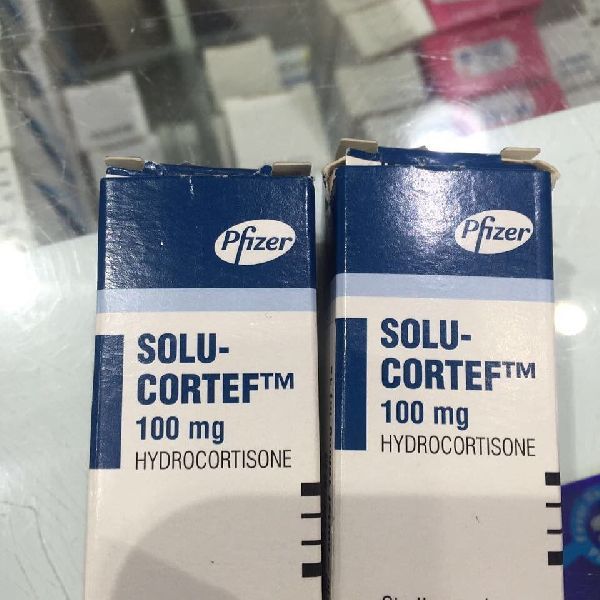 Pfizer
SOLU-
CORTEF™
100 mg
HYDROCORTISONE
Pfizer
SOLU-
CORTEF™
100 mg
HYDROCORTISONE